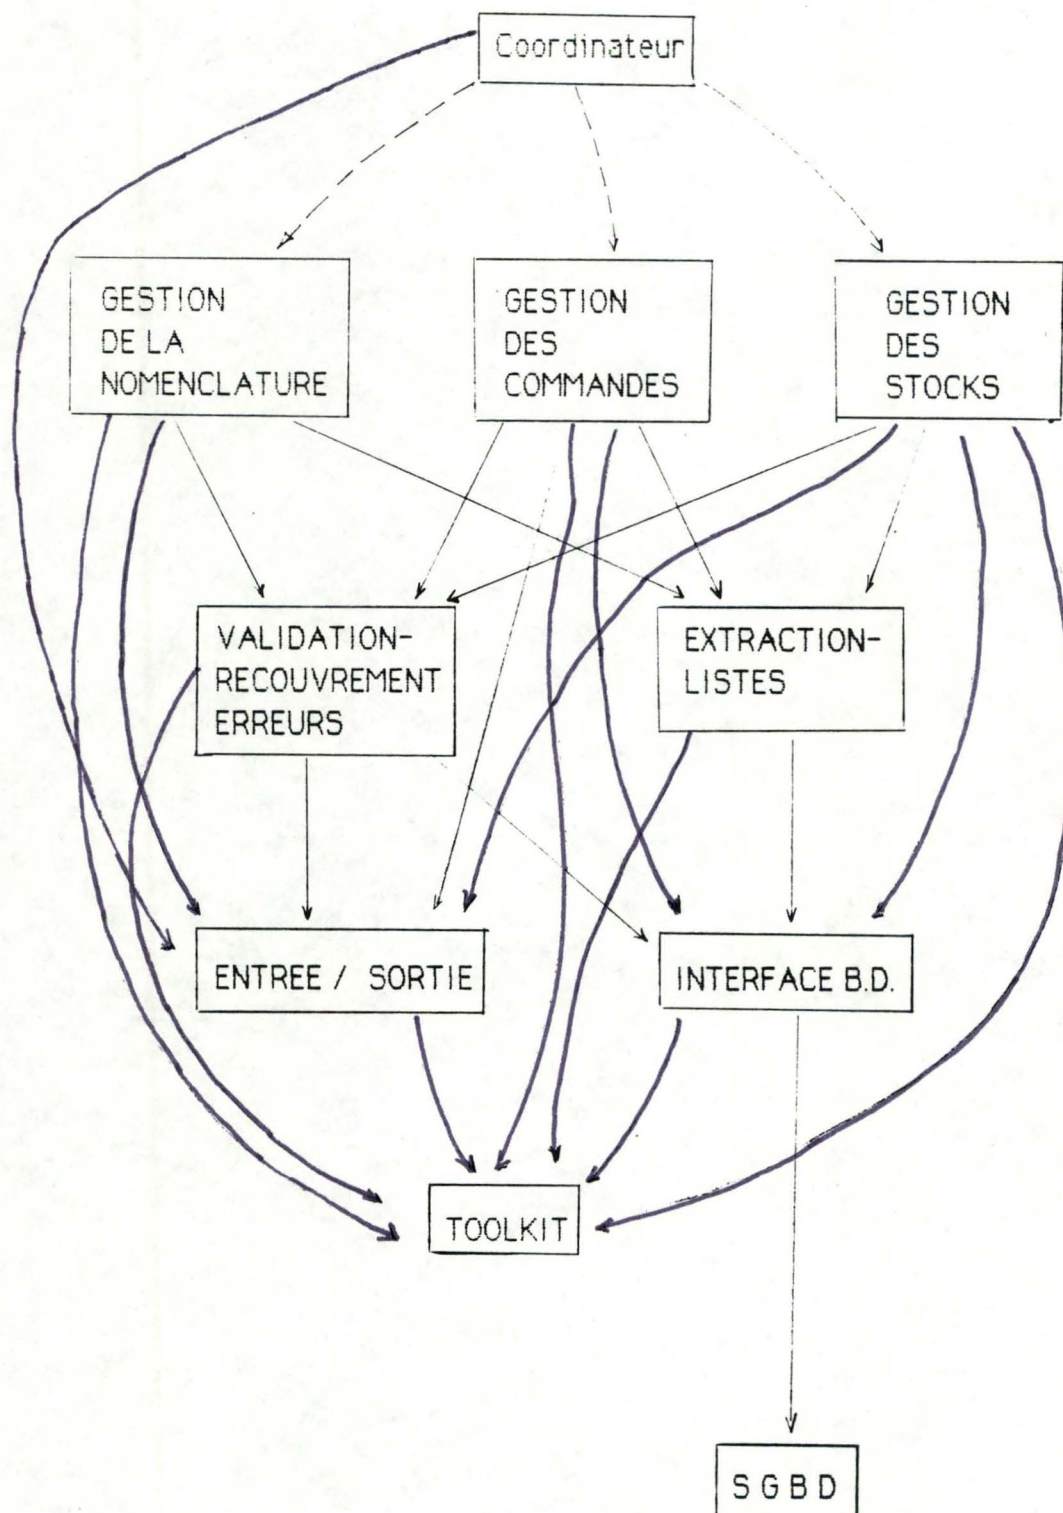 Coordinateur
GESTION
DE LA
NOMENCLATURE
GESTION
DES
COMMANDES
GESTION
DES
STOCKS
VALIDATION-
RECOUVREMENT
ERREURS
EXTRACTION-
LISTES
ENTREE / SORTIE
INTERFACE B.D.
TOOLKIT
SGBD